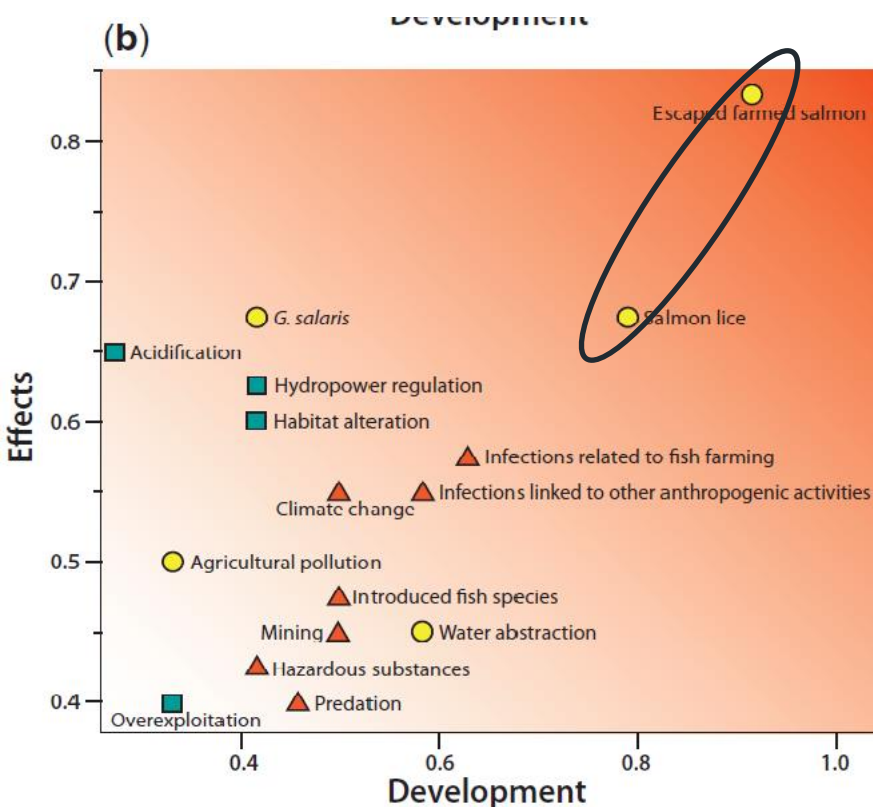 Development
(b)
Escaped farmed salmon
0.8
0.7
G. salaris
Salmon lice
Acidification
Hydropower regulation
Effects
0.6
Habitat alteration
Infections related to fish farming
Infections linked to other anthropogenic activities
Climate change
0.5
Agricultural pollution
Introduced fish species
Mining
Water abstraction
Hazardous substances
0.4
Predation
Overexploitation
0.4
0.6
0.8
1.0
Development